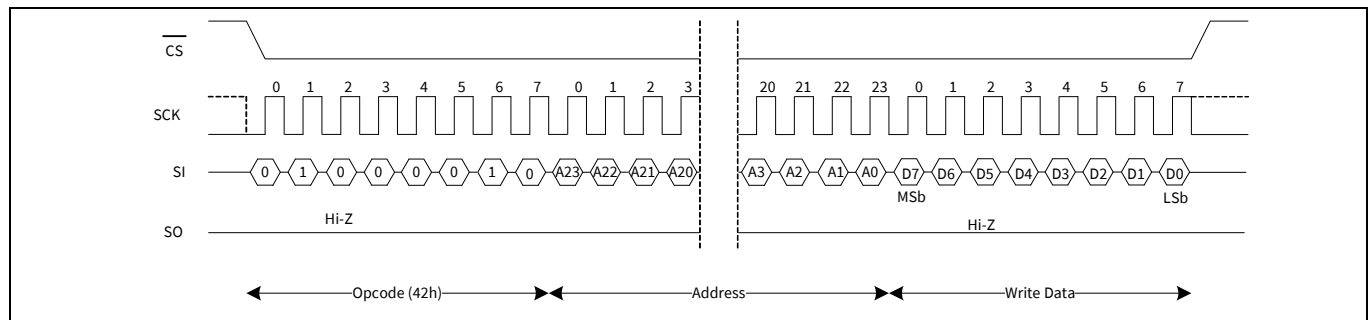 CS
0 1 2 3 4 5 6 7 0 1 2 3 20 21 22 23 0 1 2 3 4 5 6 7
SCK
SI 0 1 0 0 0 0 1 0 A23 A22 A21 A20 A3 A2 A1 A0 D7 D6 D5 D4 D3 D2 D1 D0
MSb LSb
Hi-Z Hi-Z
SO
Opcode (42h) Address Write Data